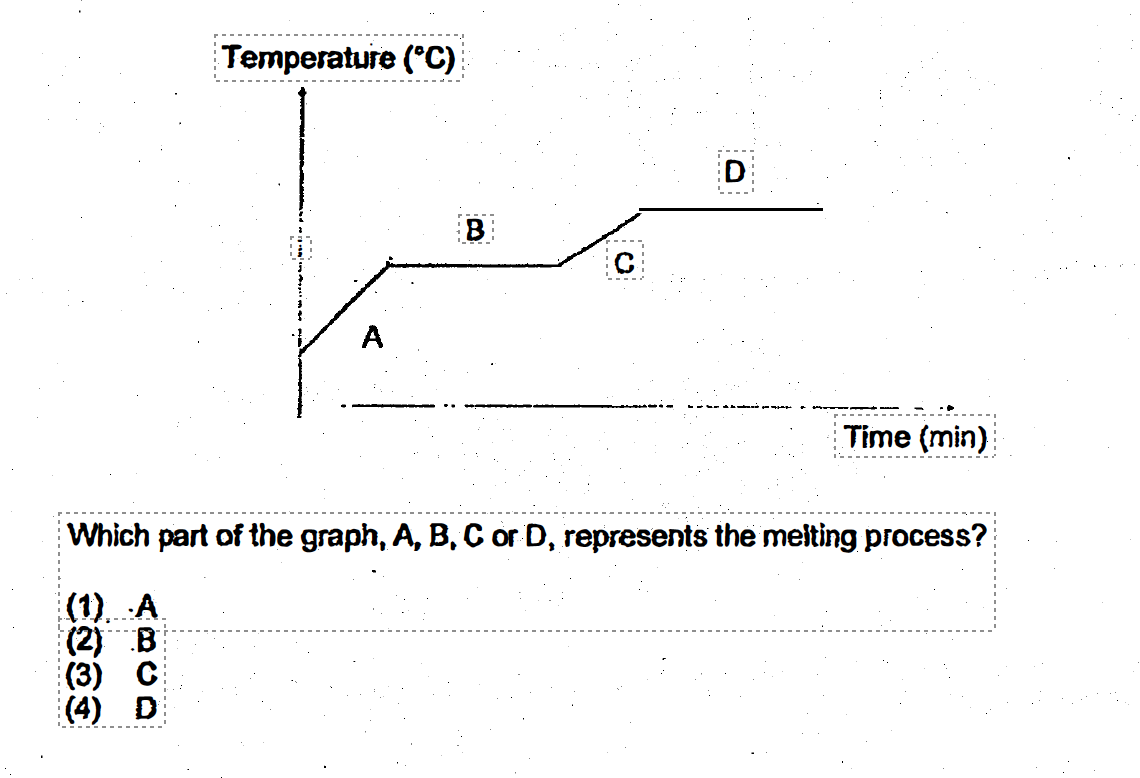 Temperature (°C)
D
B
C
A
Time (min)
Which part of the graph, A, B, C or D, represents the melting process?
(1) A
(2) B
(3) C
(4) D